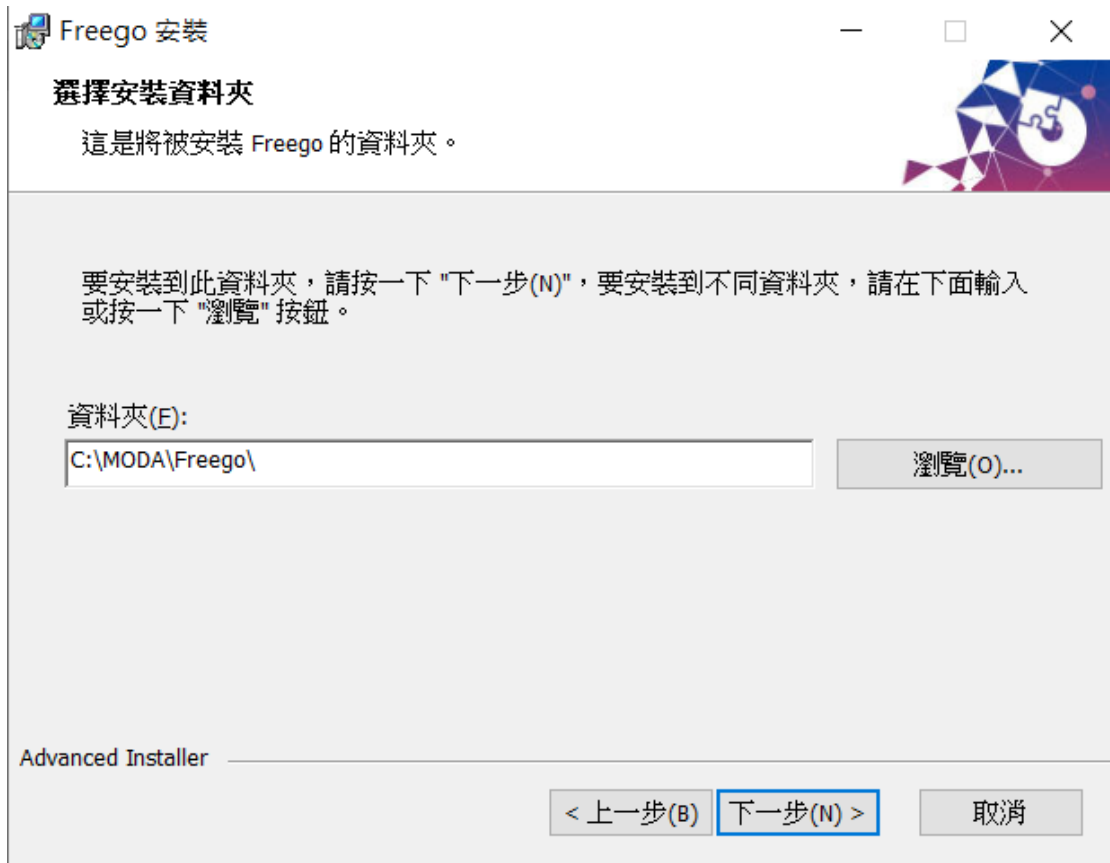 Freego 安裝
選擇安裝資料夾
這是將被安裝 Freego 的資料夾。
要安裝到此資料夾，請按一下 "下一步(N)"，要安裝到不同資料夾，請在下面輸入
或按一下 "瀏覽" 按鈕。
資料夾(F):
C:\MODA\Freego\
瀏覽(O)...
Advanced Installer
< 上一步(B)
下一步(N) >
取消